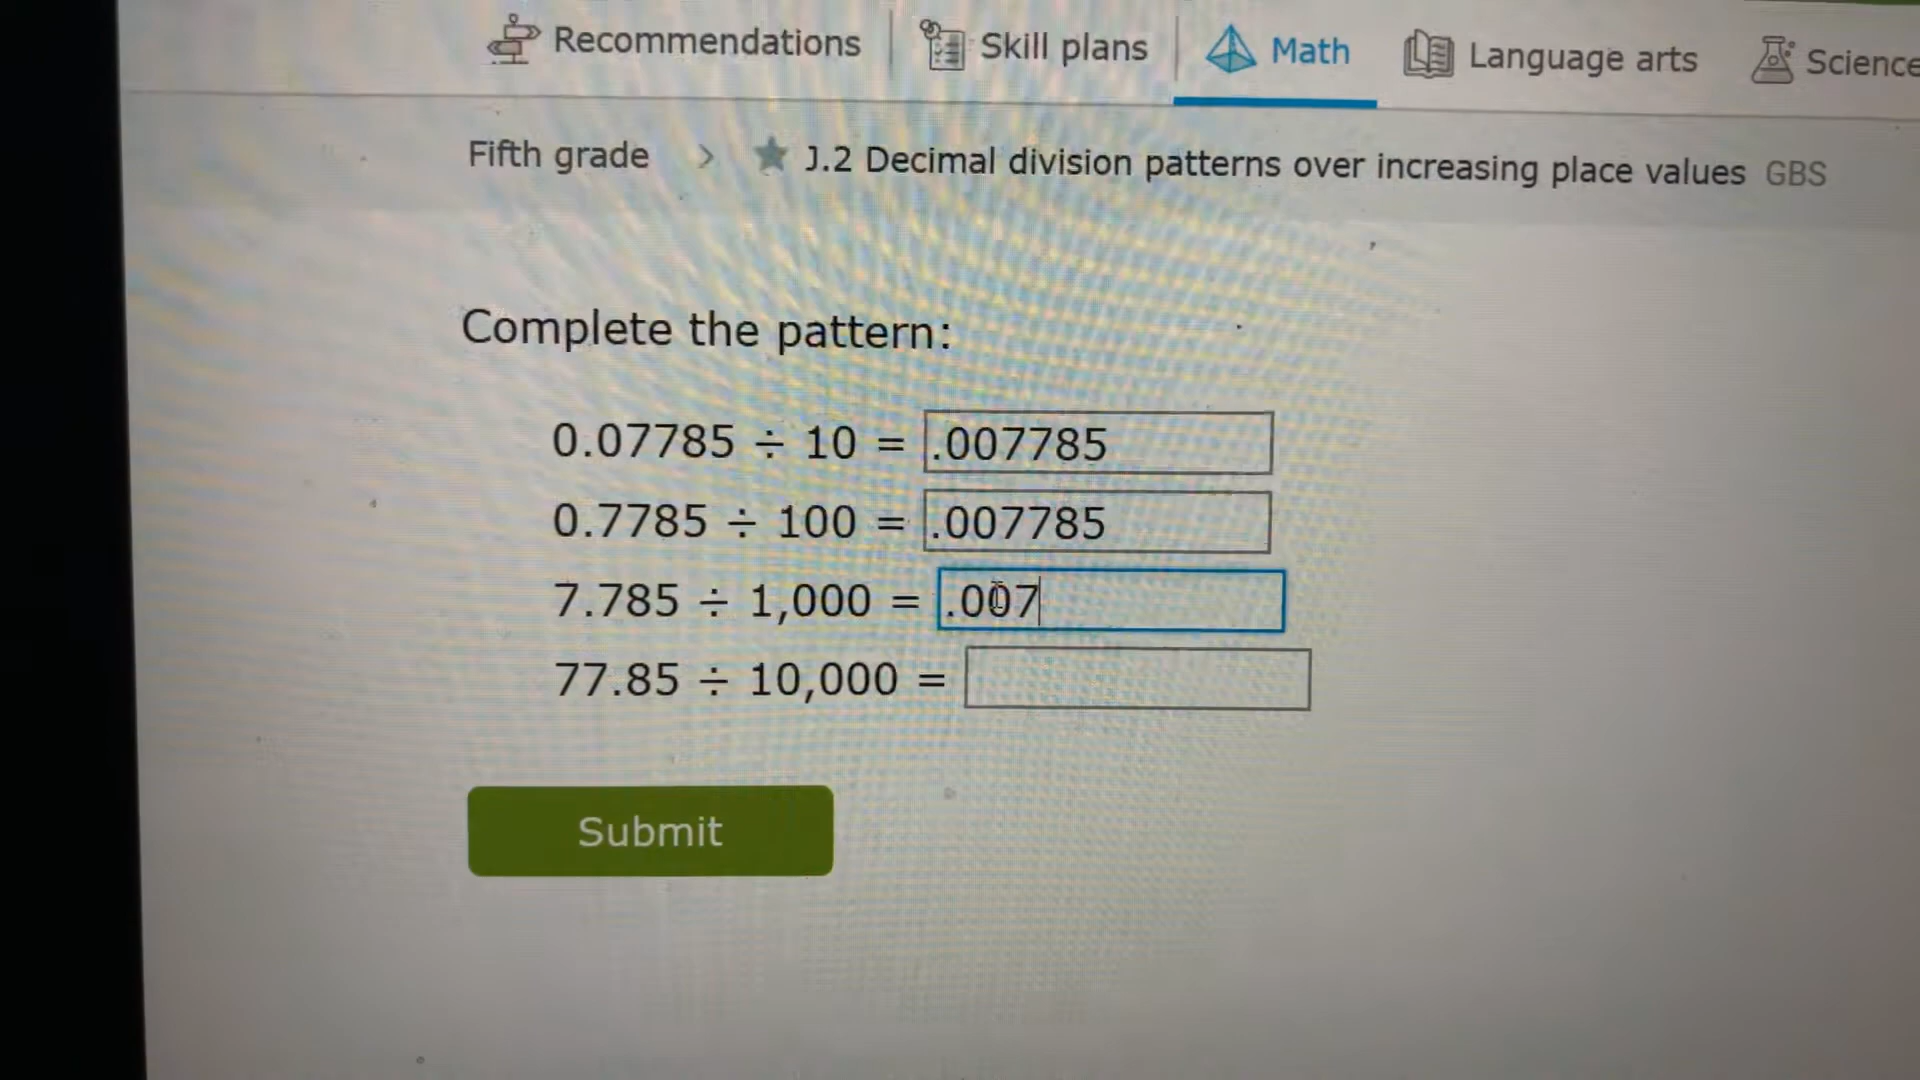 Recommendations Skill plans Math Language arts Science
Fifth grade > J.2 Decimal division patterns over increasing place values GBS
Complete the pattern:
0.07785 ÷ 10 = .007785
0.7785 ÷ 100 = .007785
7.785 ÷ 1,000 = .007
77.85 ÷ 10,000 =
Submit